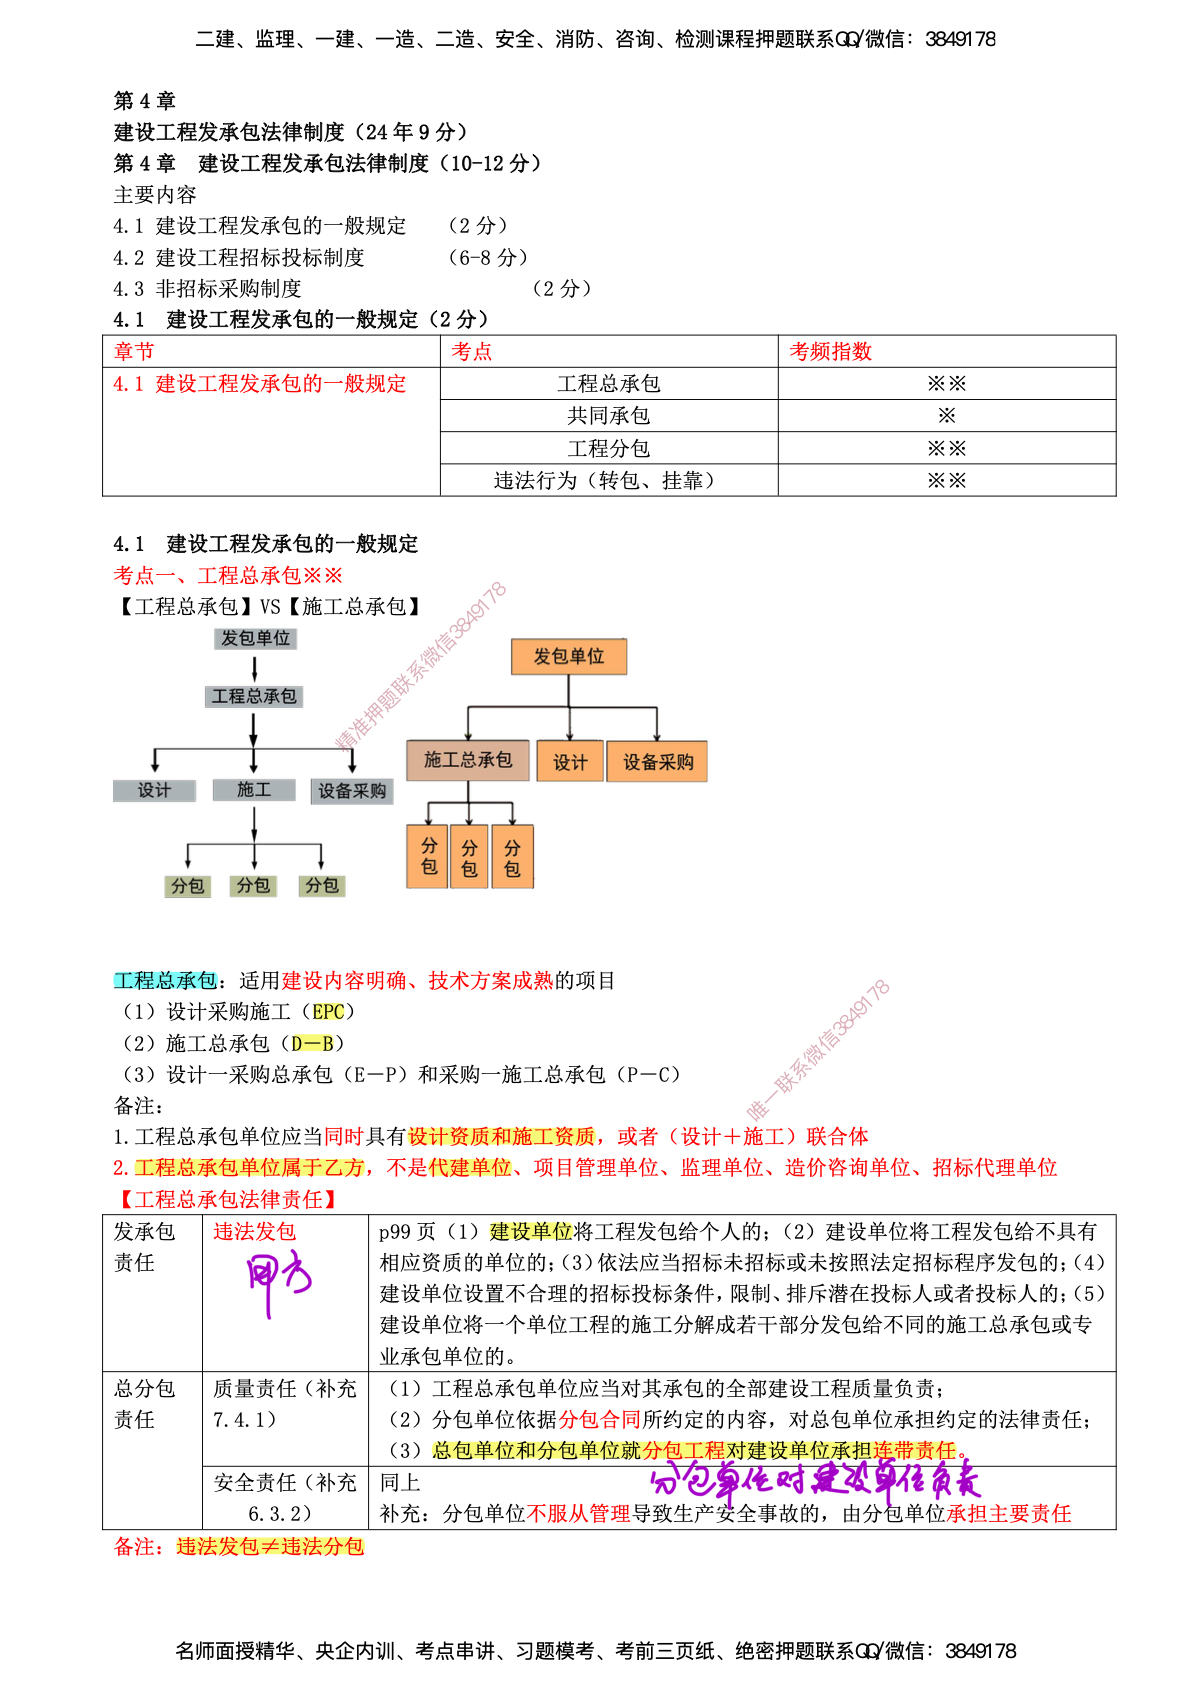 二建、监理、一建、一造、二造、安全、消防、咨询、检测课程押题联系QQ/微信：3849178
第 4 章
建设工程发承包法律制度（24 年 9 分）
第 4 章　建设工程发承包法律制度（10-12 分）
主要内容
4.1 建设工程发承包的一般规定　（2 分）
4.2 建设工程招标投标制度　（6-8 分）
4.3 非招标采购制度　（2 分）
4.1　建设工程发承包的一般规定（2 分）
章节 考点 考频指数
4.1 建设工程发承包的一般规定 工程总承包 ※※
共同承包 ※
工程分包 ※※
违法行为（转包、挂靠） ※※
4.1　建设工程发承包的一般规定
考点一、工程总承包※※
【工程总承包】VS【施工总承包】
精准押题联系微信3849178
发包单位
工程总承包
设计 施工 设备采购
分包 分包 分包
发包单位
施工总承包 设计 设备采购
分包 分包 分包
工程总承包：适用建设内容明确、技术方案成熟的项目
（1）设计采购施工（EPC）
（2）施工总承包（D－B）
（3）设计一采购总承包（E－P）和采购一施工总承包（P－C）
唯一联系微信3849178
备注：
1.工程总承包单位应当同时具有设计资质和施工资质，或者（设计＋施工）联合体
2.工程总承包单位属于乙方，不是代建单位、项目管理单位、监理单位、造价咨询单位、招标代理单位
【工程总承包法律责任】
发承包
责任
违法发包
甲方
p99 页（1）建设单位将工程发包给个人的；（2）建设单位将工程发包给不具有
相应资质的单位的；（3）依法应当招标未招标或未按照法定招标程序发包的；（4）
建设单位设置不合理的招标投标条件，限制、排斥潜在投标人或者投标人的；（5）
建设单位将一个单位工程的施工分解成若干部分发包给不同的施工总承包或专
业承包单位的。
总分包
责任
质量责任（补充
7.4.1）
（1）工程总承包单位应当对其承包的全部建设工程质量负责；
（2）分包单位依据分包合同所约定的内容，对总包单位承担约定的法律责任；
（3）总包单位和分包单位就分包工程对建设单位承担连带责任。
分包单位对建设单位负责
安全责任（补充
6.3.2）
同上
补充：分包单位不服从管理导致生产安全事故的，由分包单位承担主要责任
备注：违法发包≠违法分包
名师面授精华、央企内训、考点串讲、习题模考、考前三页纸、绝密押题联系QQ/微信：3849178